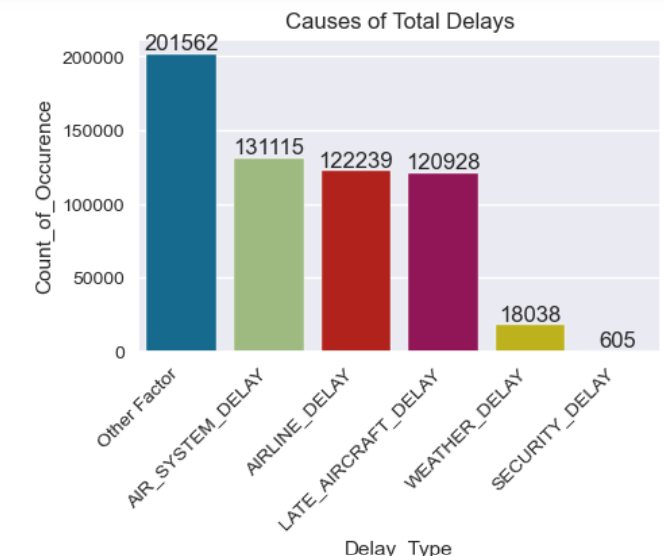 Causes of Total Delays
201562
200000
131115
122239
120928
150000
100000
50000
18038
605
0
Count_of_Occurence
Other Factor
AIR_SYSTEM_DELAY
AIRLINE_DELAY
LATE_AIRCRAFT_DELAY
WEATHER_DELAY
SECURITY_DELAY
Delay_Type